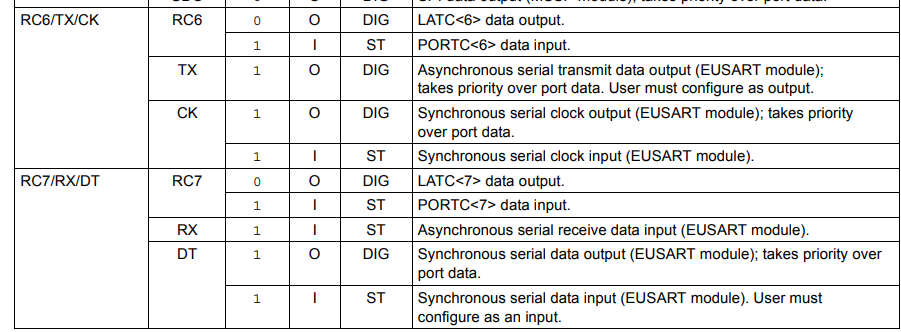 RC6/TX/CK RC6 0 O DIG LATC<6> data output.
1 I ST PORTC<6> data input.
TX 1 O DIG Asynchronous serial transmit data output (EUSART module);
takes priority over port data. User must configure as output.
CK 1 O DIG Synchronous serial clock output (EUSART module); takes priority
over port data.
1 I ST Synchronous serial clock input (EUSART module).
RC7/RX/DT RC7 0 O DIG LATC<7> data output.
1 I ST PORTC<7> data input.
RX 1 I ST Asynchronous serial receive data input (EUSART module).
DT 1 O DIG Synchronous serial data output (EUSART module); takes priority over
port data.
1 I ST Synchronous serial data input (EUSART module). User must
configure as an input.